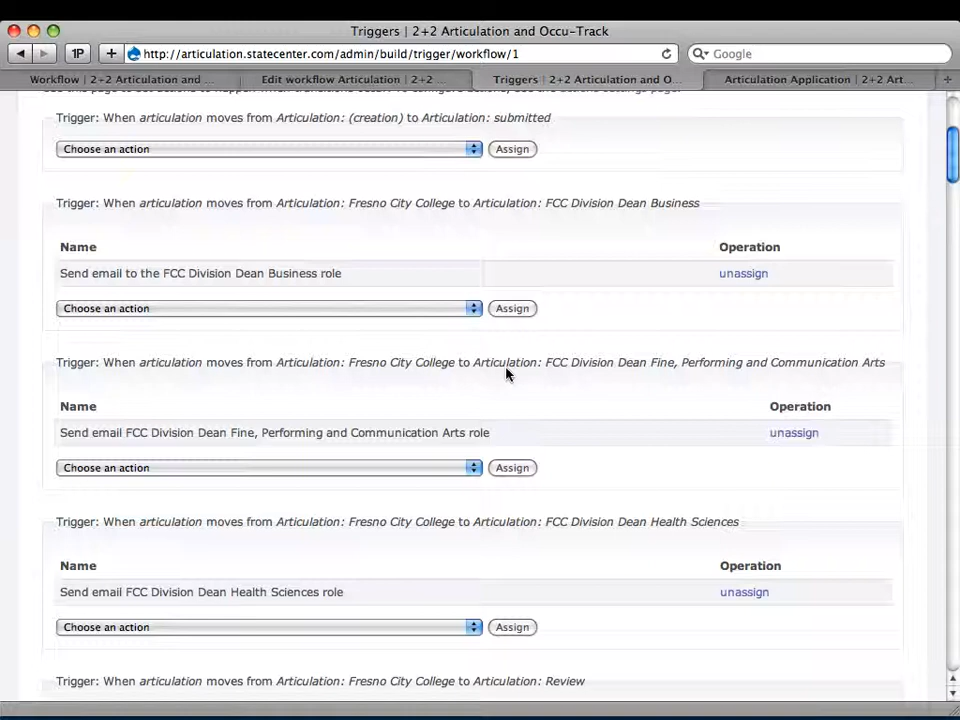 Triggers | 2+2 Articulation and Occu-Track
1P
+
http://articulation.statecenter.com/admin/build/trigger/workflow/1
Google
Workflow | 2+2 Articulation and ...
Edit workflow Articulation | 2+2 ...
Triggers | 2+2 Articulation and O...
Articulation Application | 2+2 Art...
+
Trigger: When articulation moves from Articulation: (creation) to Articulation: submitted
Choose an action
Assign
Trigger: When articulation moves from Articulation: Fresno City College to Articulation: FCC Division Dean Business
Name Operation
Send email to the FCC Division Dean Business role unassign
Choose an action
Assign
Trigger: When articulation moves from Articulation: Fresno City College to Articulation: FCC Division Dean Fine, Performing and Communication Arts
Name Operation
Send email FCC Division Dean Fine, Performing and Communication Arts role unassign
Choose an action
Assign
Trigger: When articulation moves from Articulation: Fresno City College to Articulation: FCC Division Dean Health Sciences
Name Operation
Send email FCC Division Dean Health Sciences role unassign
Choose an action
Assign
Trigger: When articulation moves from Articulation: Fresno City College to Articulation: Review